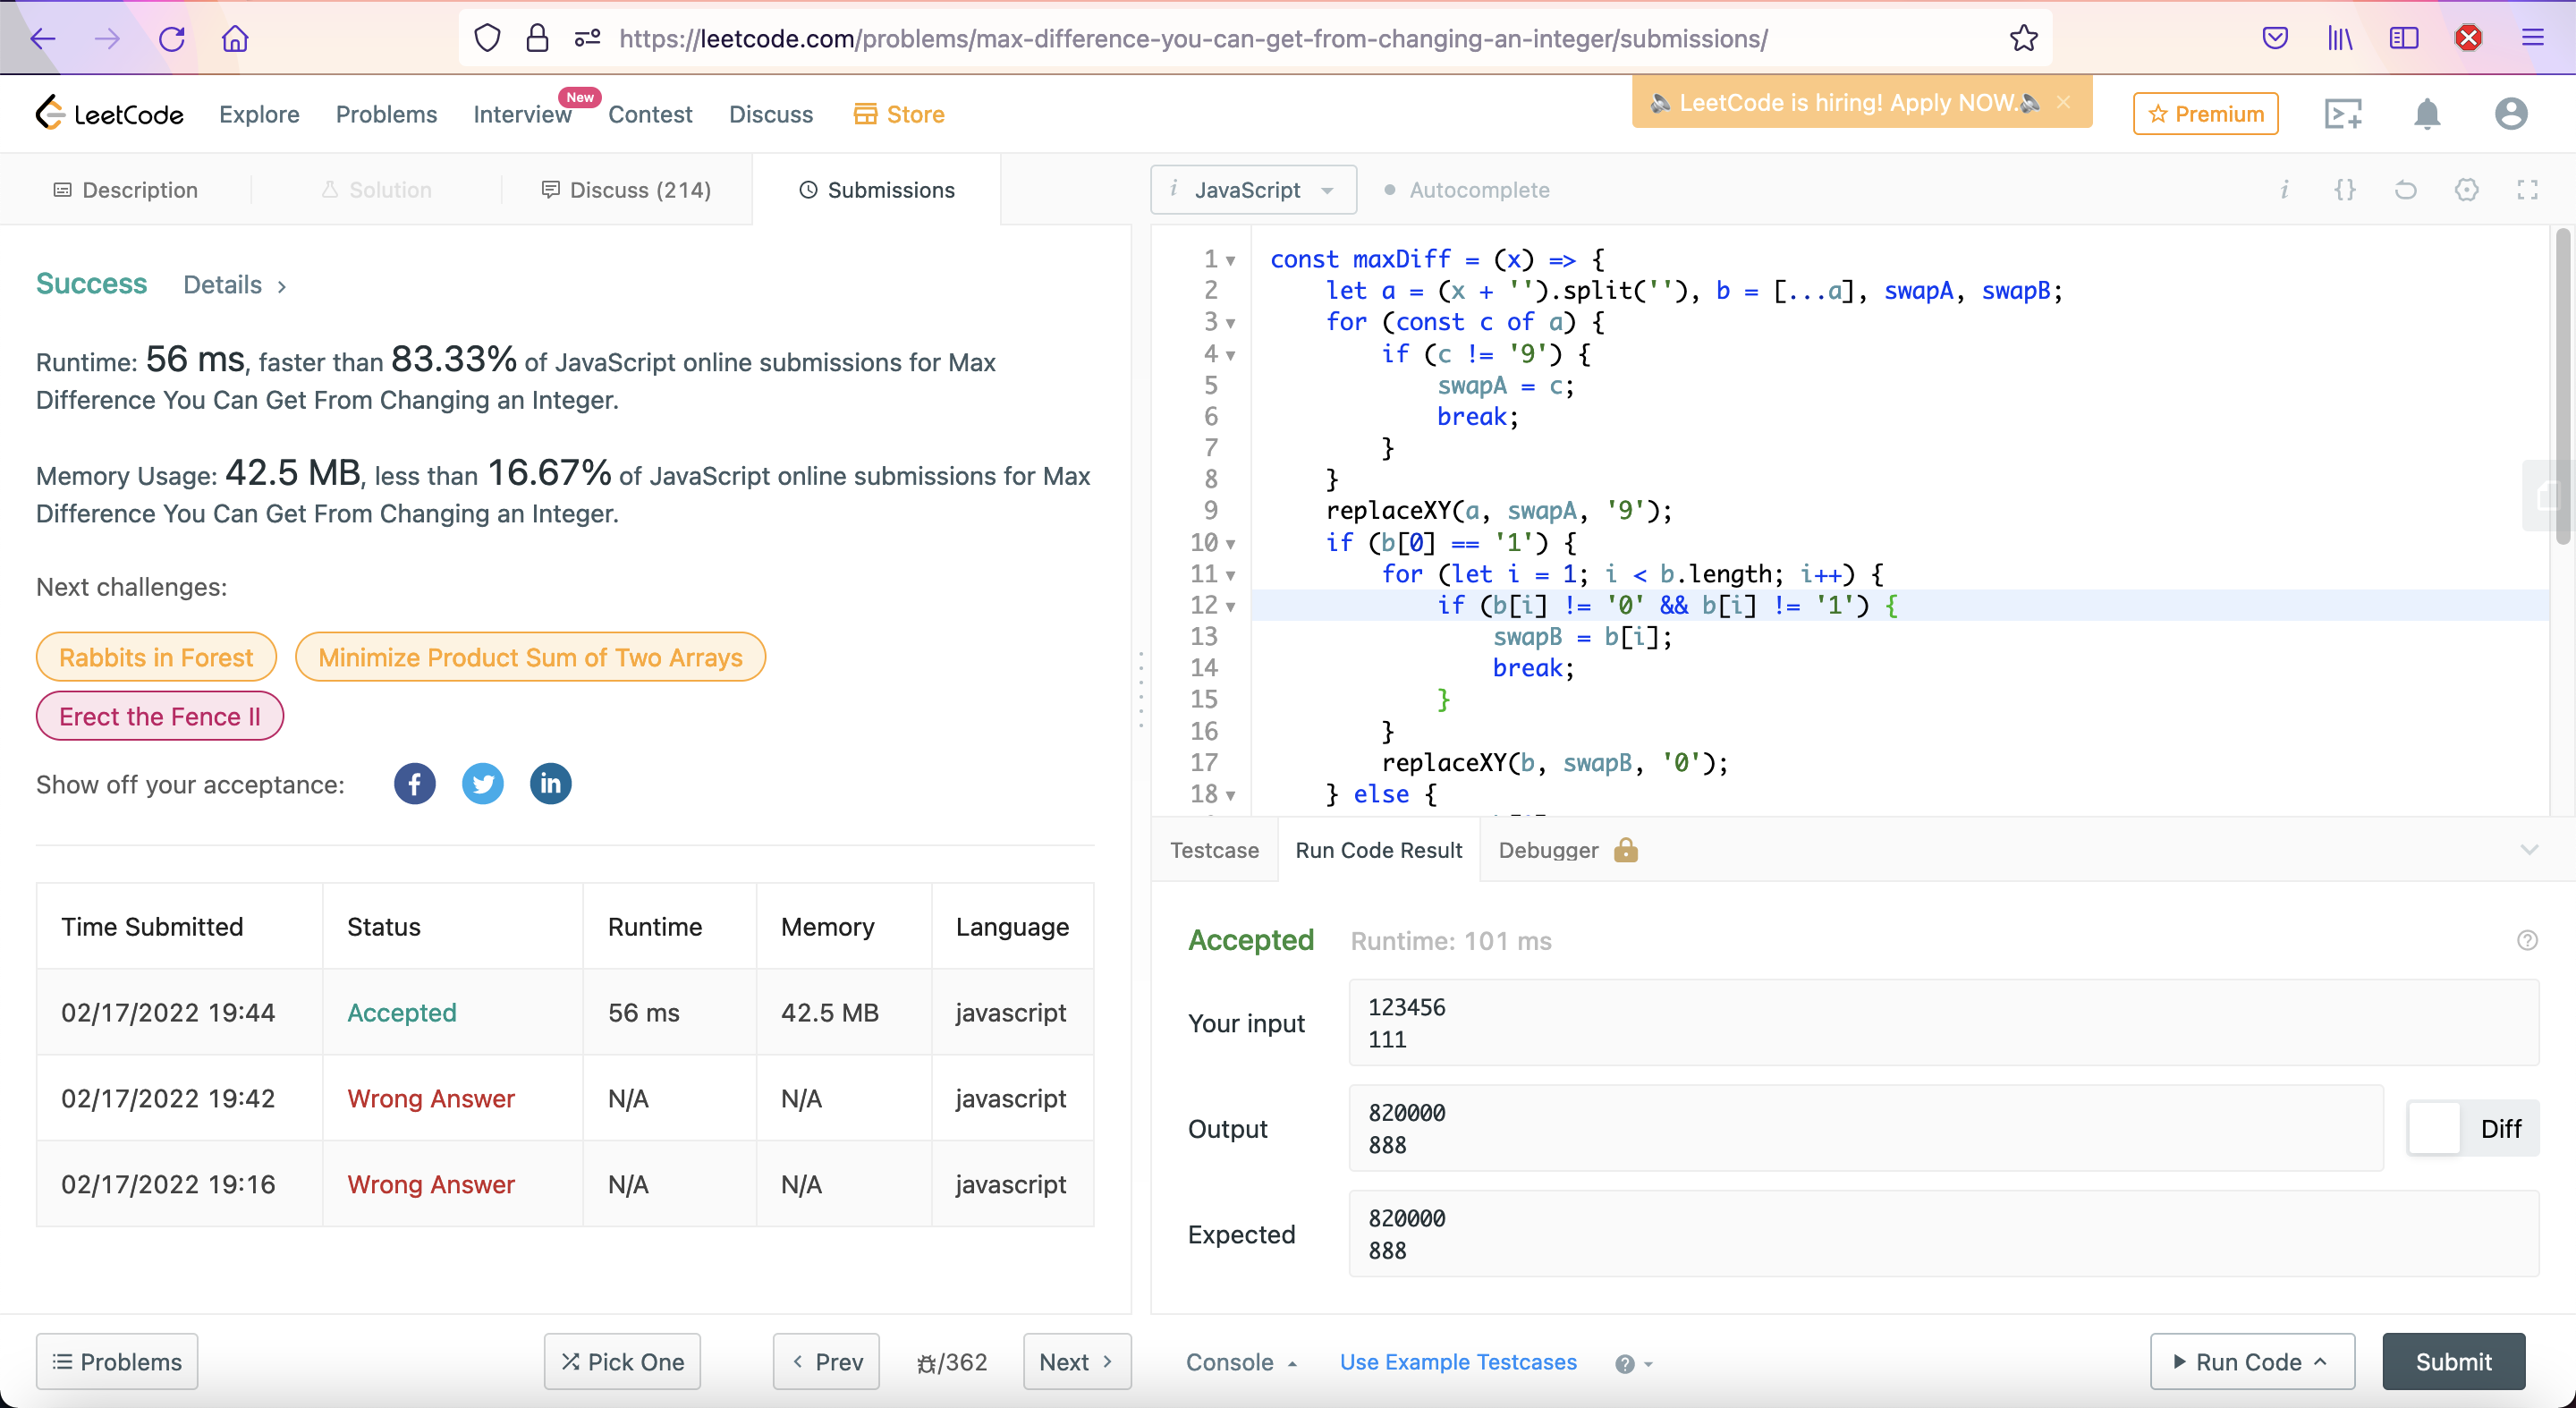 https://leetcode.com/problems/max-difference-you-can-get-from-changing-an-integer/submissions/
LeetCode
Explore
Problems
Interview
New
Contest
Discuss
Store
LeetCode is hiring! Apply NOW.
Premium
Description
Solution
Discuss (214)
Submissions
Success
Details
Runtime: 56 ms, faster than 83.33% of JavaScript online submissions for Max
Difference You Can Get From Changing an Integer.
Memory Usage: 42.5 MB, less than 16.67% of JavaScript online submissions for Max
Difference You Can Get From Changing an Integer.
Next challenges:
Rabbits in Forest
Minimize Product Sum of Two Arrays
Erect the Fence II
Show off your acceptance:
Time Submitted Status Runtime Memory Language
02/17/2022 19:44 Accepted 56 ms 42.5 MB javascript
02/17/2022 19:42 Wrong Answer N/A N/A javascript
02/17/2022 19:16 Wrong Answer N/A N/A javascript
Problems
Pick One
Prev
/362
Next
i JavaScript
Autocomplete
i {}
1 const maxDiff = (x) => {
2 let a = (x + '').split(''), b = [...a], swapA, swapB;
3 for (const c of a) {
4 if (c != '9') {
5 swapA = c;
6 break;
7 }
8 }
9 replaceXY(a, swapA, '9');
10 if (b[0] == '1') {
11 for (let i = 1; i < b.length; i++) {
12 if (b[i] != '0' && b[i] != '1') {
13 swapB = b[i];
14 break;
15 }
16 }
17 replaceXY(b, swapB, '0');
18 } else {
Testcase
Run Code Result
Debugger
Accepted
Runtime: 101 ms
Your input
123456
111
Output
820000
888
Diff
Expected
820000
888
Console
Use Example Testcases
Run Code
Submit